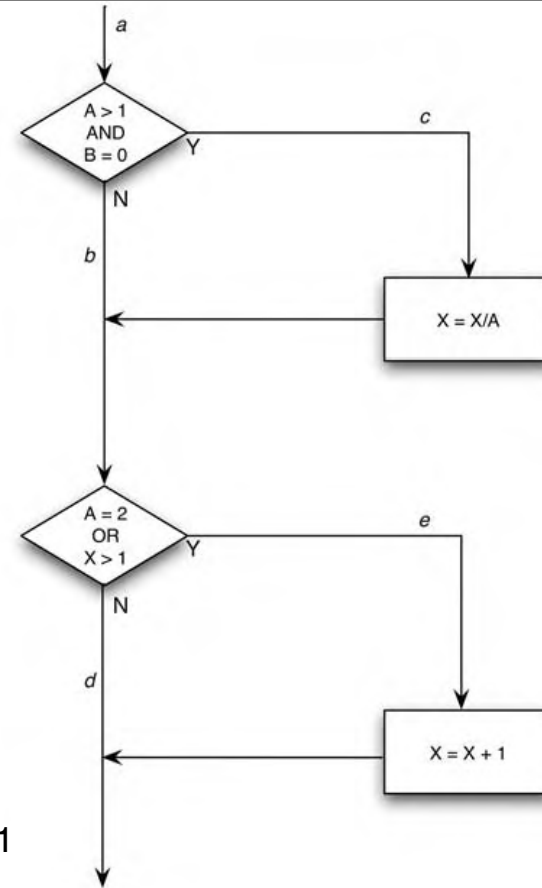 a
A > 1
AND
B = 0
Y
c
N
b
X = X/A
A = 2
OR
X > 1
Y
e
N
d
X = X + 1
1